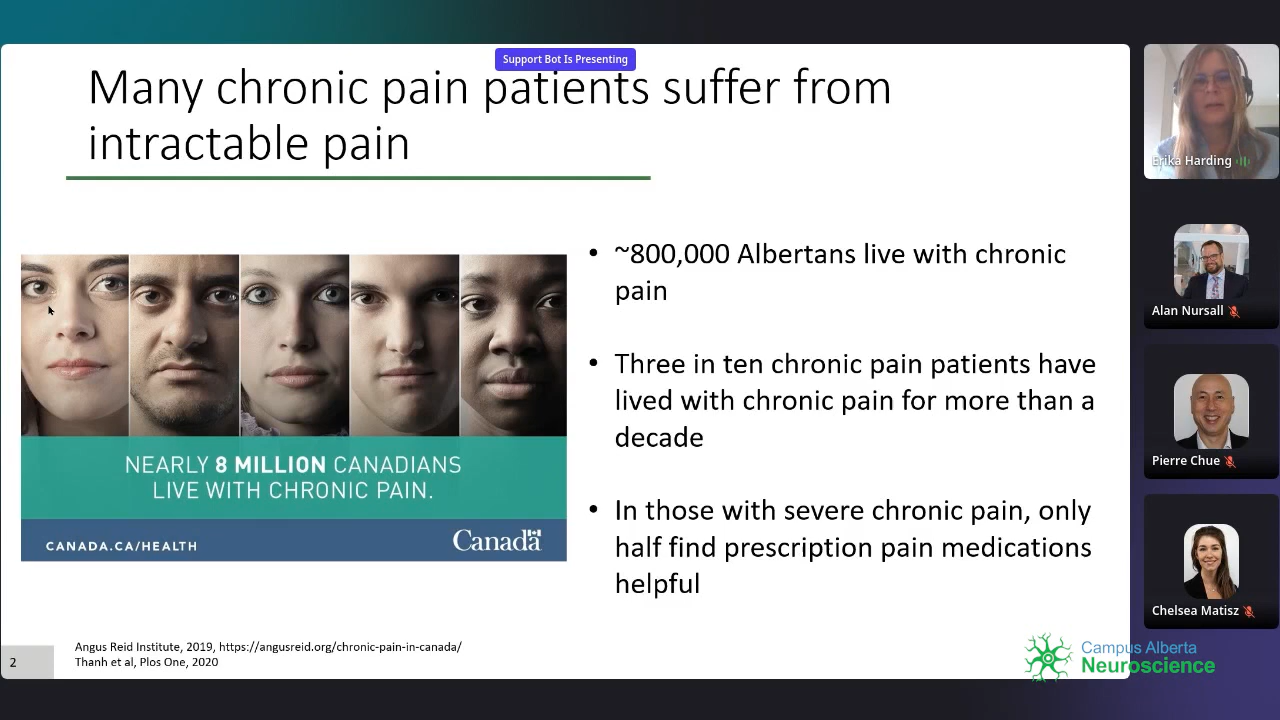 Support Bot Is Presenting
Many chronic pain patients suffer from
intractable pain
NEARLY 8 MILLION CANADIANS
LIVE WITH CHRONIC PAIN.
CANADA.CA/HEALTH
Canada
• ~800,000 Albertans live with chronic
pain
• Three in ten chronic pain patients have
lived with chronic pain for more than a
decade
• In those with severe chronic pain, only
half find prescription pain medications
helpful
Angus Reid Institute, 2019, https://angusreid.org/chronic-pain-in-canada/
Thanh et al, Plos One, 2020
2
Campus Alberta
Neuroscience
Erika Harding
Alan Nursall
Pierre Chue
Chelsea Matisz